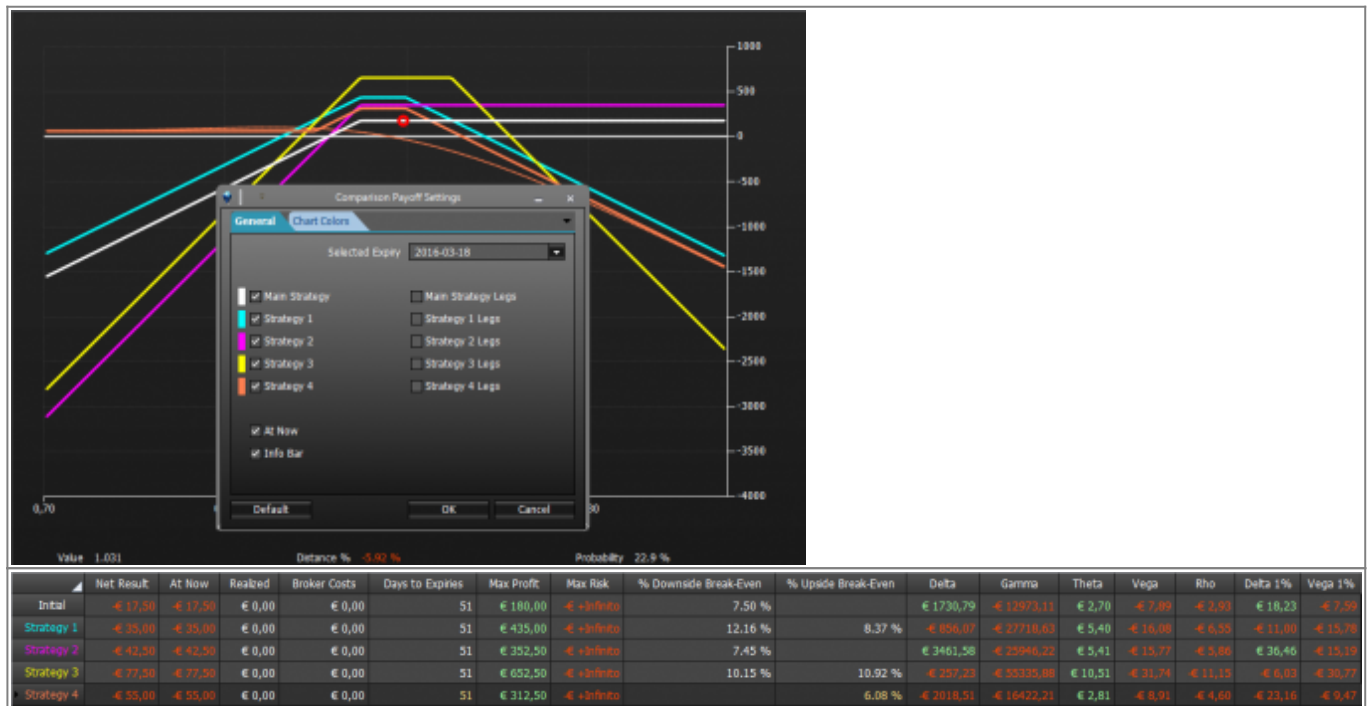 1000
500
0
-500
Comparison Payoff Settings
General Chart Colors
-1000
Selected Expiry 2016-03-18
-1500
Main Strategy Main Strategy Legs
Strategy 1 Strategy 1 Legs
-2000
Strategy 2 Strategy 2 Legs
Strategy 3 Strategy 3 Legs
-2500
Strategy 4 Strategy 4 Legs
-3000
At Now
Info Bar
-3500
-4000
0,70
Default OK Cancel
Value 1.031 Distance % -5.92 % Probability 22.9 %
Net Result At Now Realized Broker Costs Days to Expiries Max Profit Max Risk % Downside Break-Even % Upside Break-Even Delta Gamma Theta Vega Rho Delta 1% Vega 1%
Initial -€ 17,50 -€ 17,50 € 0,00 € 0,00 51 € 180,00 -€ +Infinito 7.50 % € 1730,79 -€ 12973,11 € 2,70 -€ 7,89 -€ 2,93 € 18,23 -€ 7,59
Strategy 1 -€ 35,00 -€ 35,00 € 0,00 € 0,00 51 € 435,00 -€ +Infinito 12.16 % 8.37 % -€ 856,07 -€ 27718,63 € 5,40 -€ 16,08 -€ 6,55 -€ 11,00 -€ 15,78
Strategy 2 -€ 42,50 -€ 42,50 € 0,00 € 0,00 51 € 352,50 -€ +Infinito 7.45 % € 3461,58 -€ 25946,22 € 5,41 -€ 15,77 -€ 5,86 € 36,46 -€ 15,19
Strategy 3 -€ 77,50 -€ 77,50 € 0,00 € 0,00 51 € 652,50 -€ +Infinito 10.15 % 10.92 % -€ 257,23 -€ 55335,88 € 10,51 -€ 31,74 -€ 11,15 -€ 6,03 -€ 30,77
Strategy 4 -€ 55,00 -€ 55,00 € 0,00 € 0,00 51 € 312,50 -€ +Infinito 6.08 % -€ 2018,51 -€ 16422,21 € 2,81 -€ 8,91 -€ 4,60 -€ 23,16 -€ 9,47